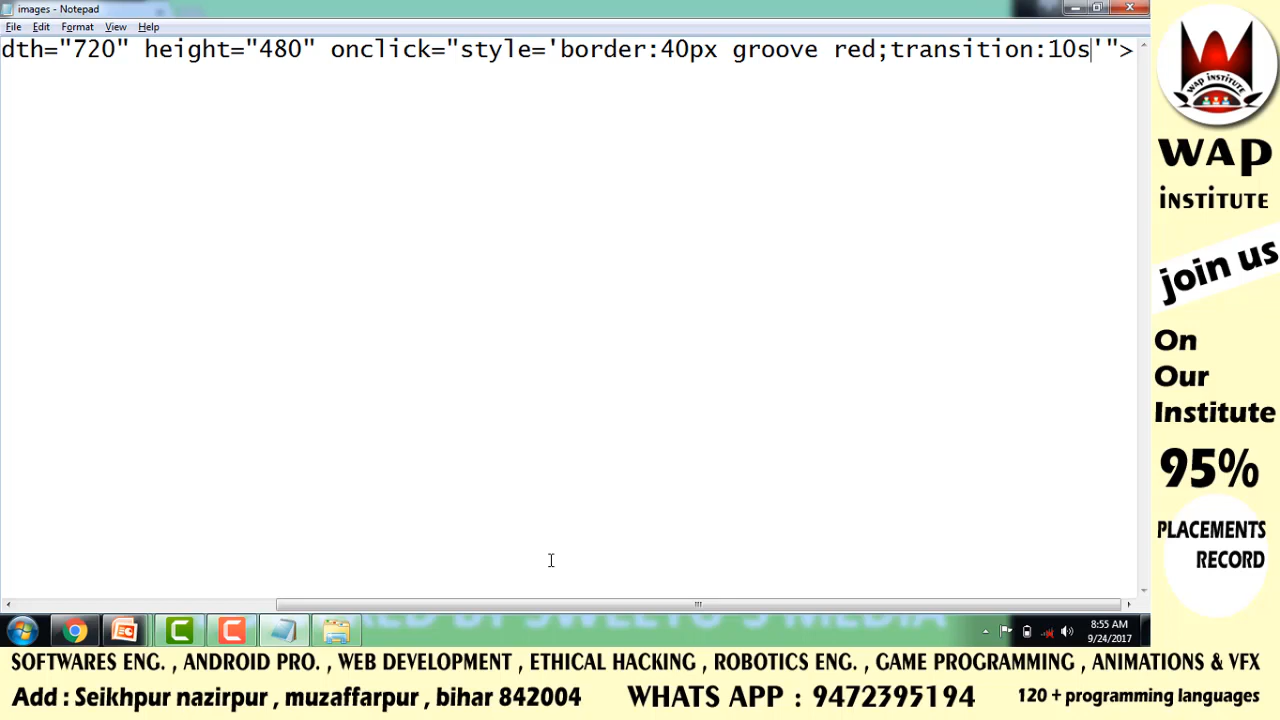 images - Notepad
File Edit Format View Help
dth="720" height="480" onclick="style='border:40px groove red;transition:10s'">
WAP INSTITUTE
WAP
iNSTiTUTE
join us
On
Our
Institute
95%
PLACEMENTS
RECORD
8:55 AM
9/24/2017
SOFTWARES ENG. , ANDROID PRO. , WEB DEVELOPMENT , ETHICAL HACKING , ROBOTICS ENG. , GAME PROGRAMMING , ANIMATIONS & VFX
Add : Seikhpur nazirpur , muzaffarpur , bihar 842004 WHATS APP : 9472395194 120 + programming languages